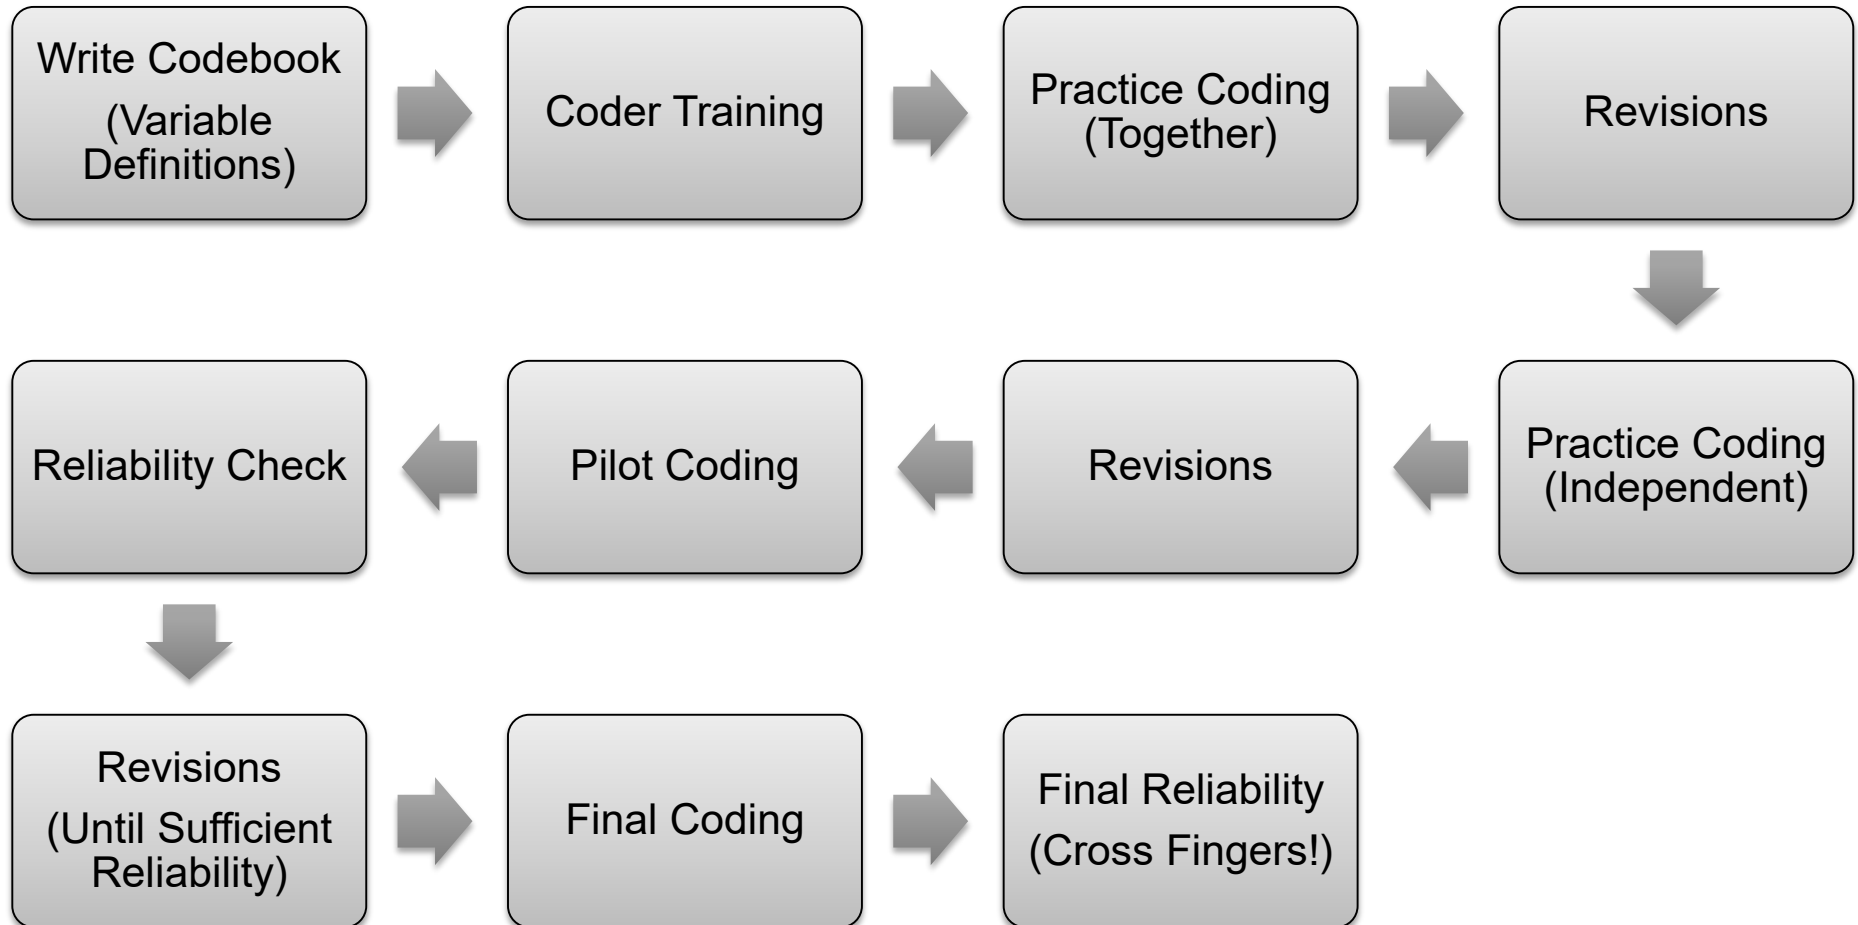 Write Codebook
(Variable
Definitions)
Coder Training
Practice Coding
(Together)
Revisions
Practice Coding
(Independent)
Revisions
Pilot Coding
Reliability Check
Revisions
(Until Sufficient
Reliability)
Final Coding
Final Reliability
(Cross Fingers!)